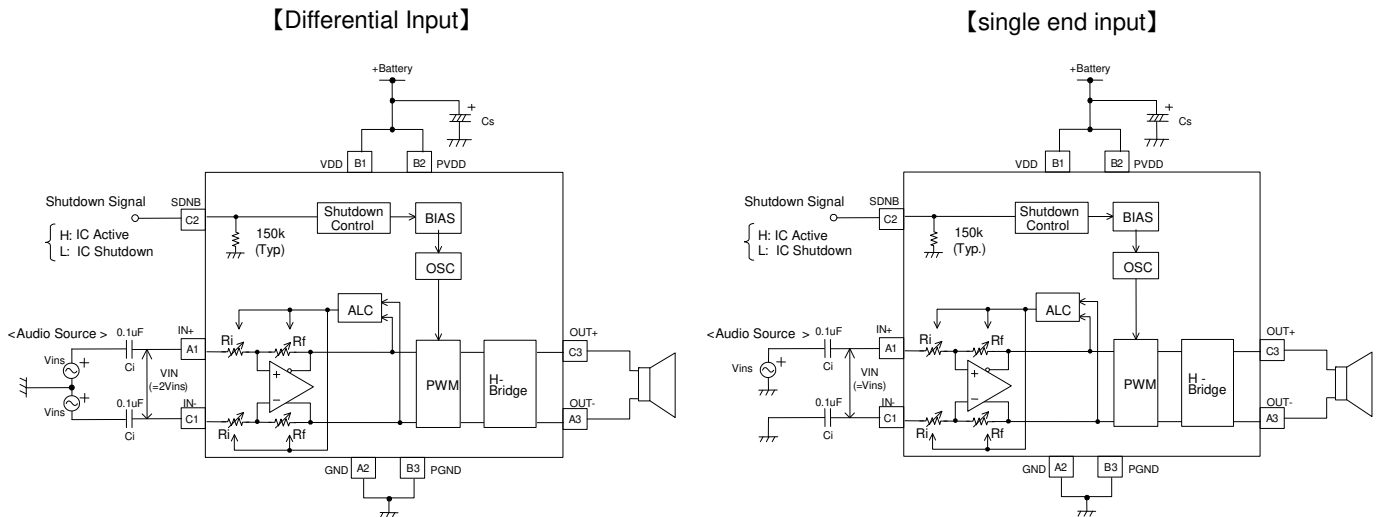 【Differential Input】
+Battery
+
Cs
VDD
B1
B2
PVDD
Shutdown Signal
SDNB
C2
H: IC Active
L: IC Shutdown
150k
(Typ)
Shutdown
Control
BIAS
OSC
ALC
<Audio Source >
0.1uF
IN+
A1
Ri
Rf
Vins
+
Ci
VIN
(=2Vins)
+
−
PWM
H-
Bridge
OUT+
C3
Vins
+
0.1uF
IN-
C1
Ci
Ri
Rf
OUT-
A3
GND
A2
B3
PGND
【single end input】
+Battery
+
Cs
VDD
B1
B2
PVDD
Shutdown Signal
SDNB
C2
H: IC Active
L: IC Shutdown
150k
(Typ.)
Shutdown
Control
BIAS
OSC
ALC
<Audio Source >
0.1uF
IN+
A1
Ri
Rf
Vins
+
Ci
VIN
(=Vins)
+
−
PWM
H -
Bridge
OUT+
C3
0.1uF
IN-
C1
Ci
Ri
Rf
OUT-
A3
GND
A2
B3
PGND